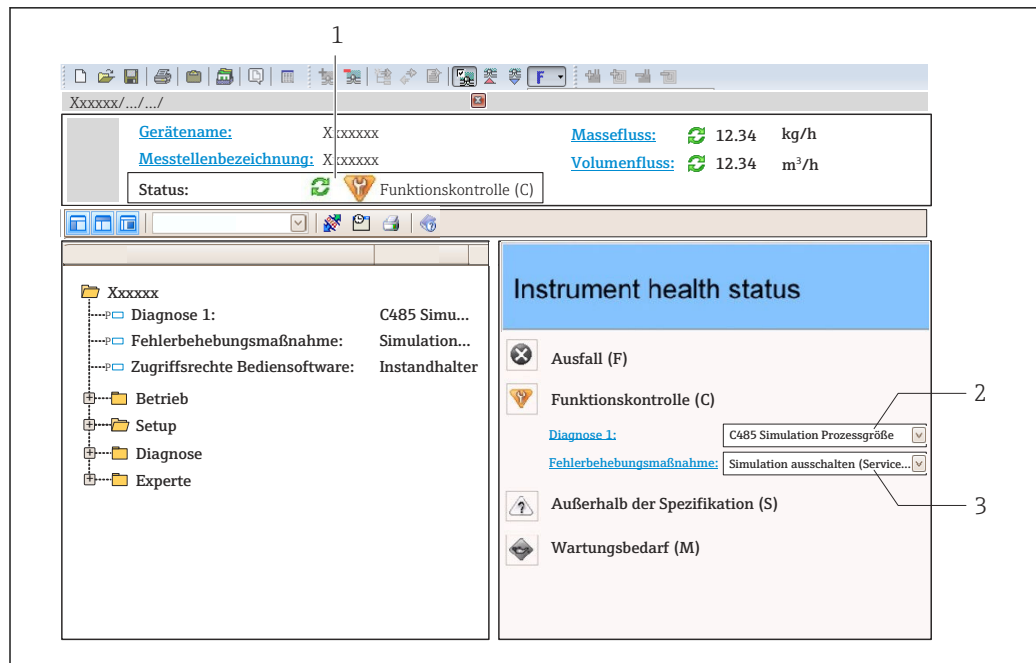 1
F
Xxxxxx/.../.../
Gerätename: Xxxxxxx Massefluss: 12.34 kg/h
Messtellenbezeichnung: Xxxxxxx Volumenfluss: 12.34 m³/h
Status: Funktionskontrolle (C)
Xxxxxx
P Diagnose 1: C485 Simu...
P Fehlerbehebungsmaßnahme: Simulation...
P Zugriffsrechte Bediensoftware: Instandhalter
Betrieb
Setup
Diagnose
Experte
Instrument health status
Ausfall (F)
Funktionskontrolle (C)
Diagnose 1: C485 Simulation Prozessgröße
2
Fehlerbehebungsmaßnahme: Simulation ausschalten (Service...
3
Außerhalb der Spezifikation (S)
Wartungsbedarf (M)